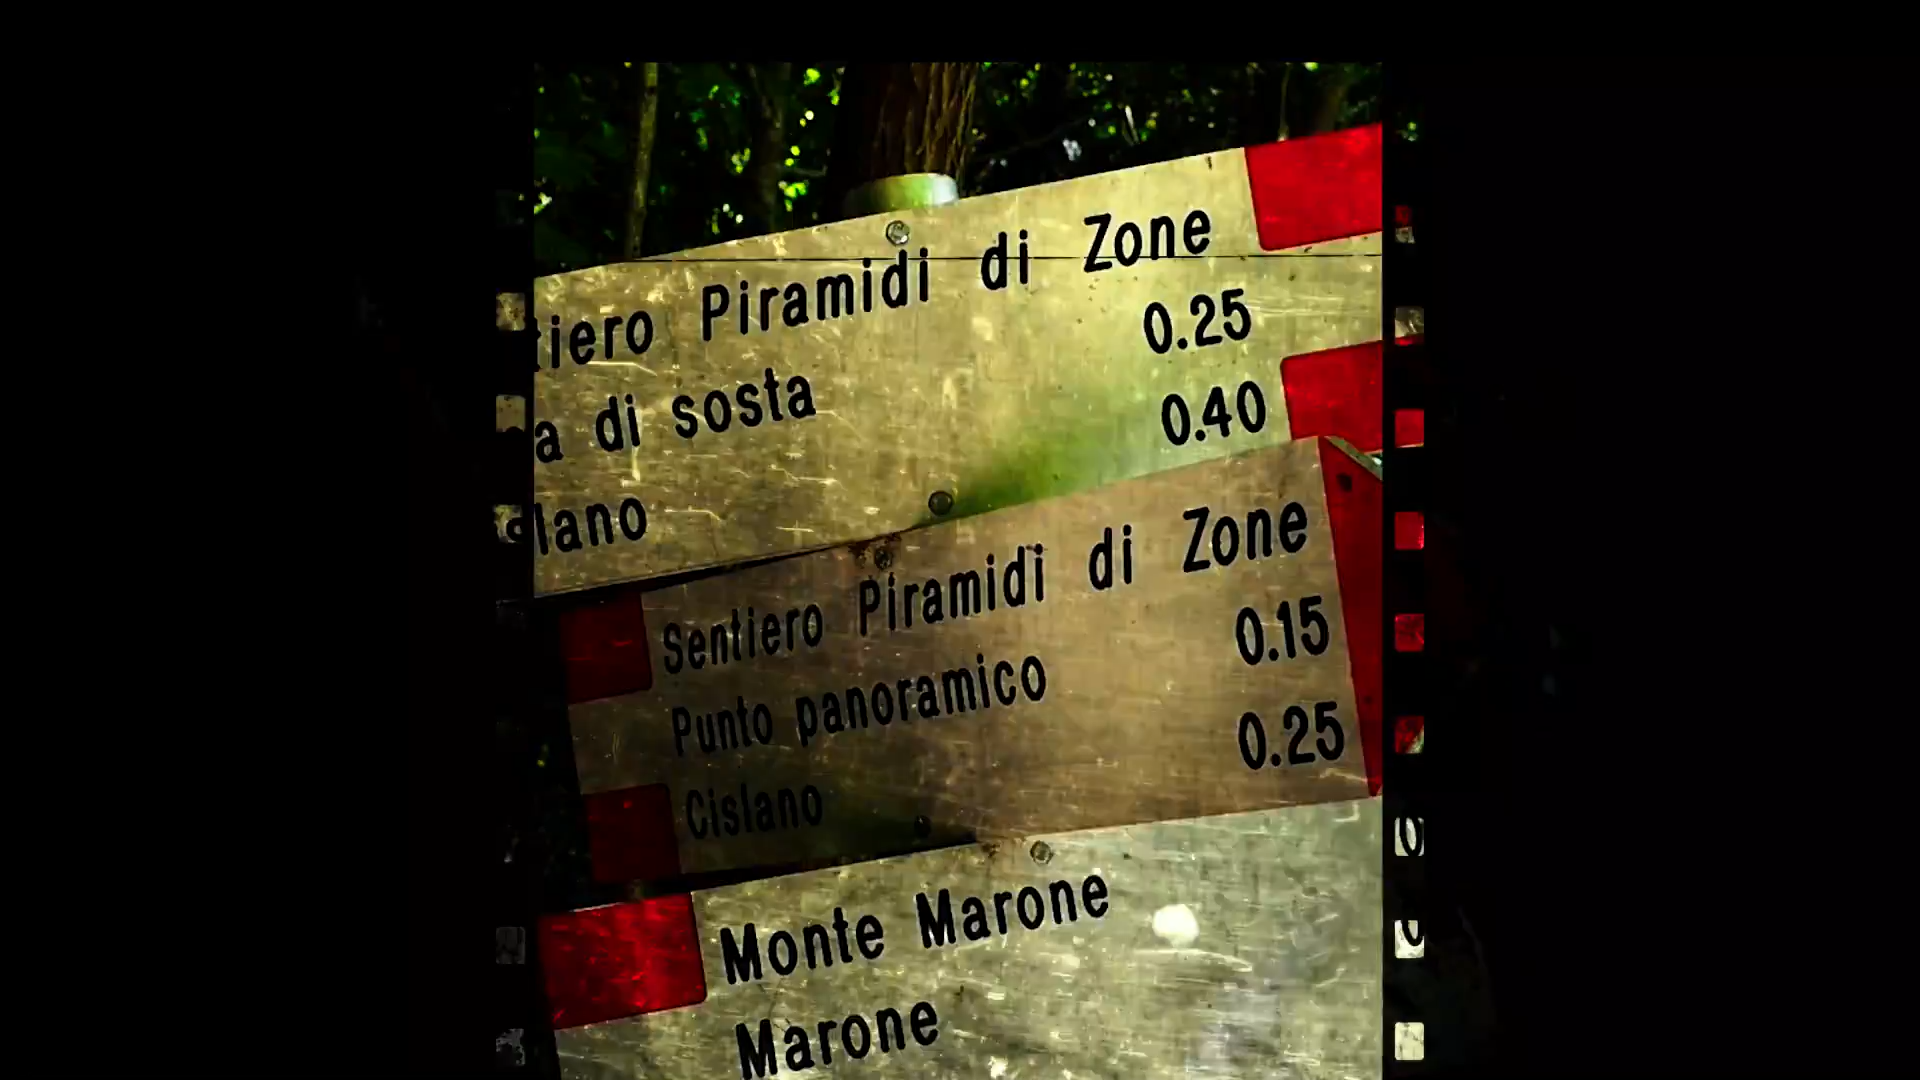 tiero Piramidi di Zone
a di sosta 0.25
slano 0.40
Sentiero Piramidi di Zone
Punto panoramico 0.15
Cislano 0.25
Monte Marone
Marone